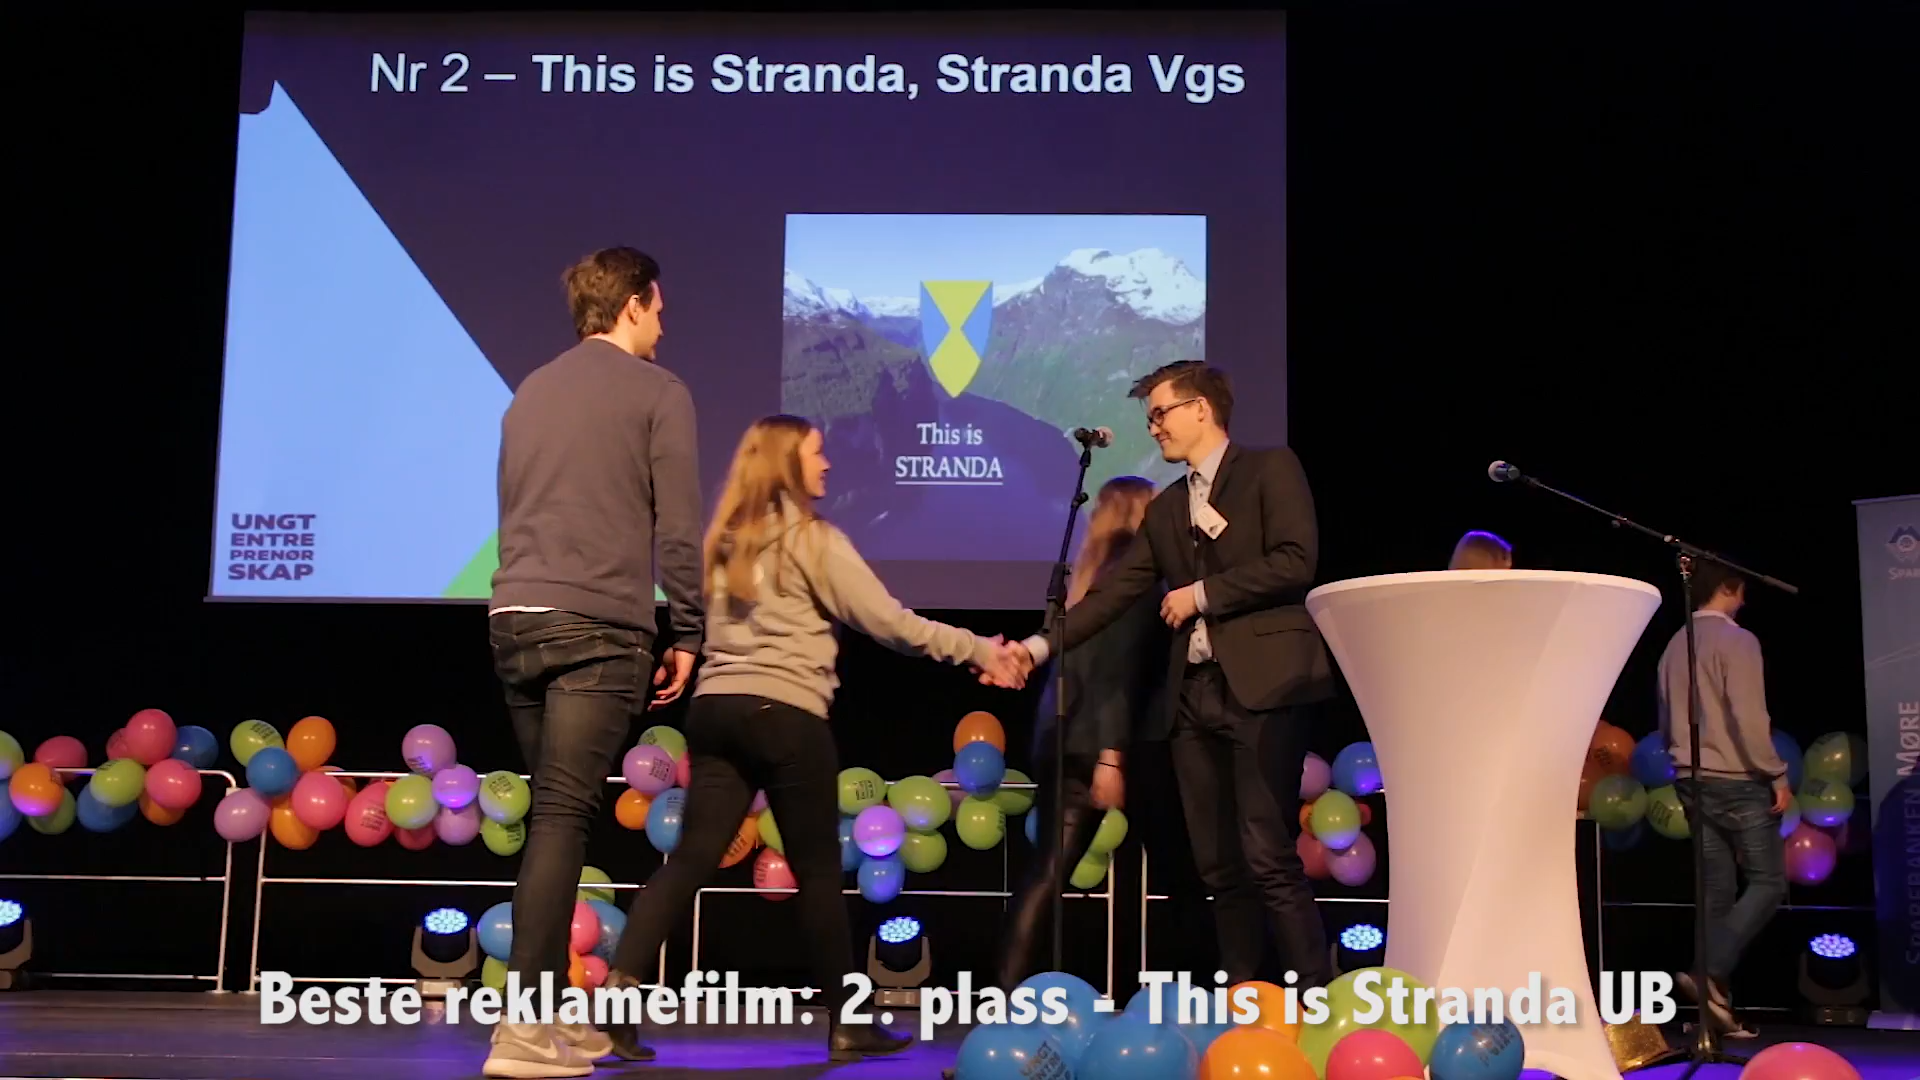 Nr 2 – This is Stranda, Stranda Vgs
This is
STRANDA
UNGT
ENTRE
PRENØR
SKAP
SPAREBANKEN MØRE
Beste reklamefilm: 2. plass - This is Stranda UB